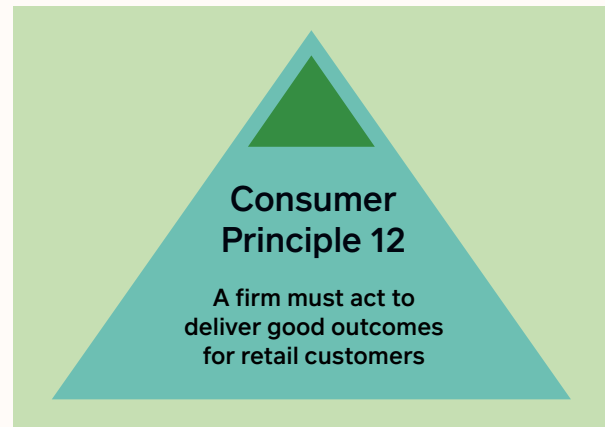 Consumer
Principle 12
A firm must act to
deliver good outcomes
for retail customers